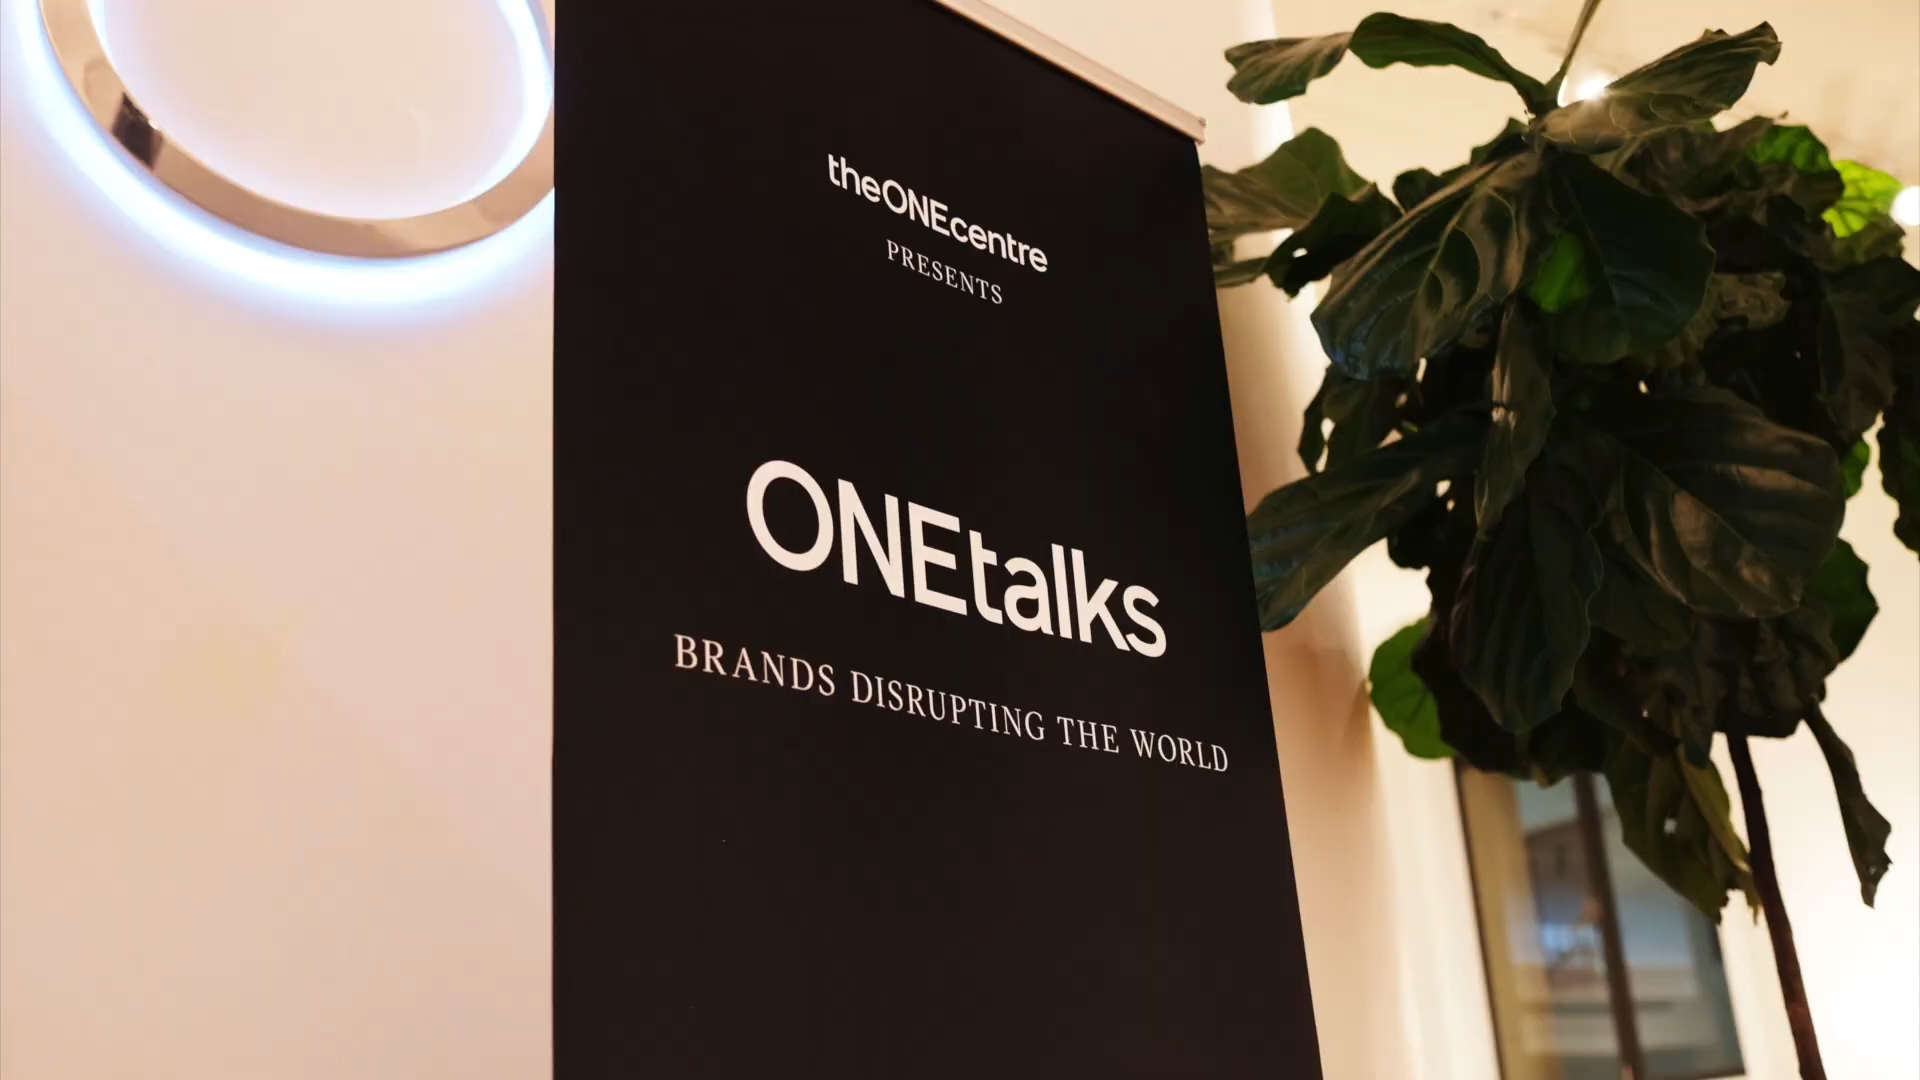 theONEcentre
PRESENTS
ONEtalks
BRANDS DISRUPTING THE WORLD